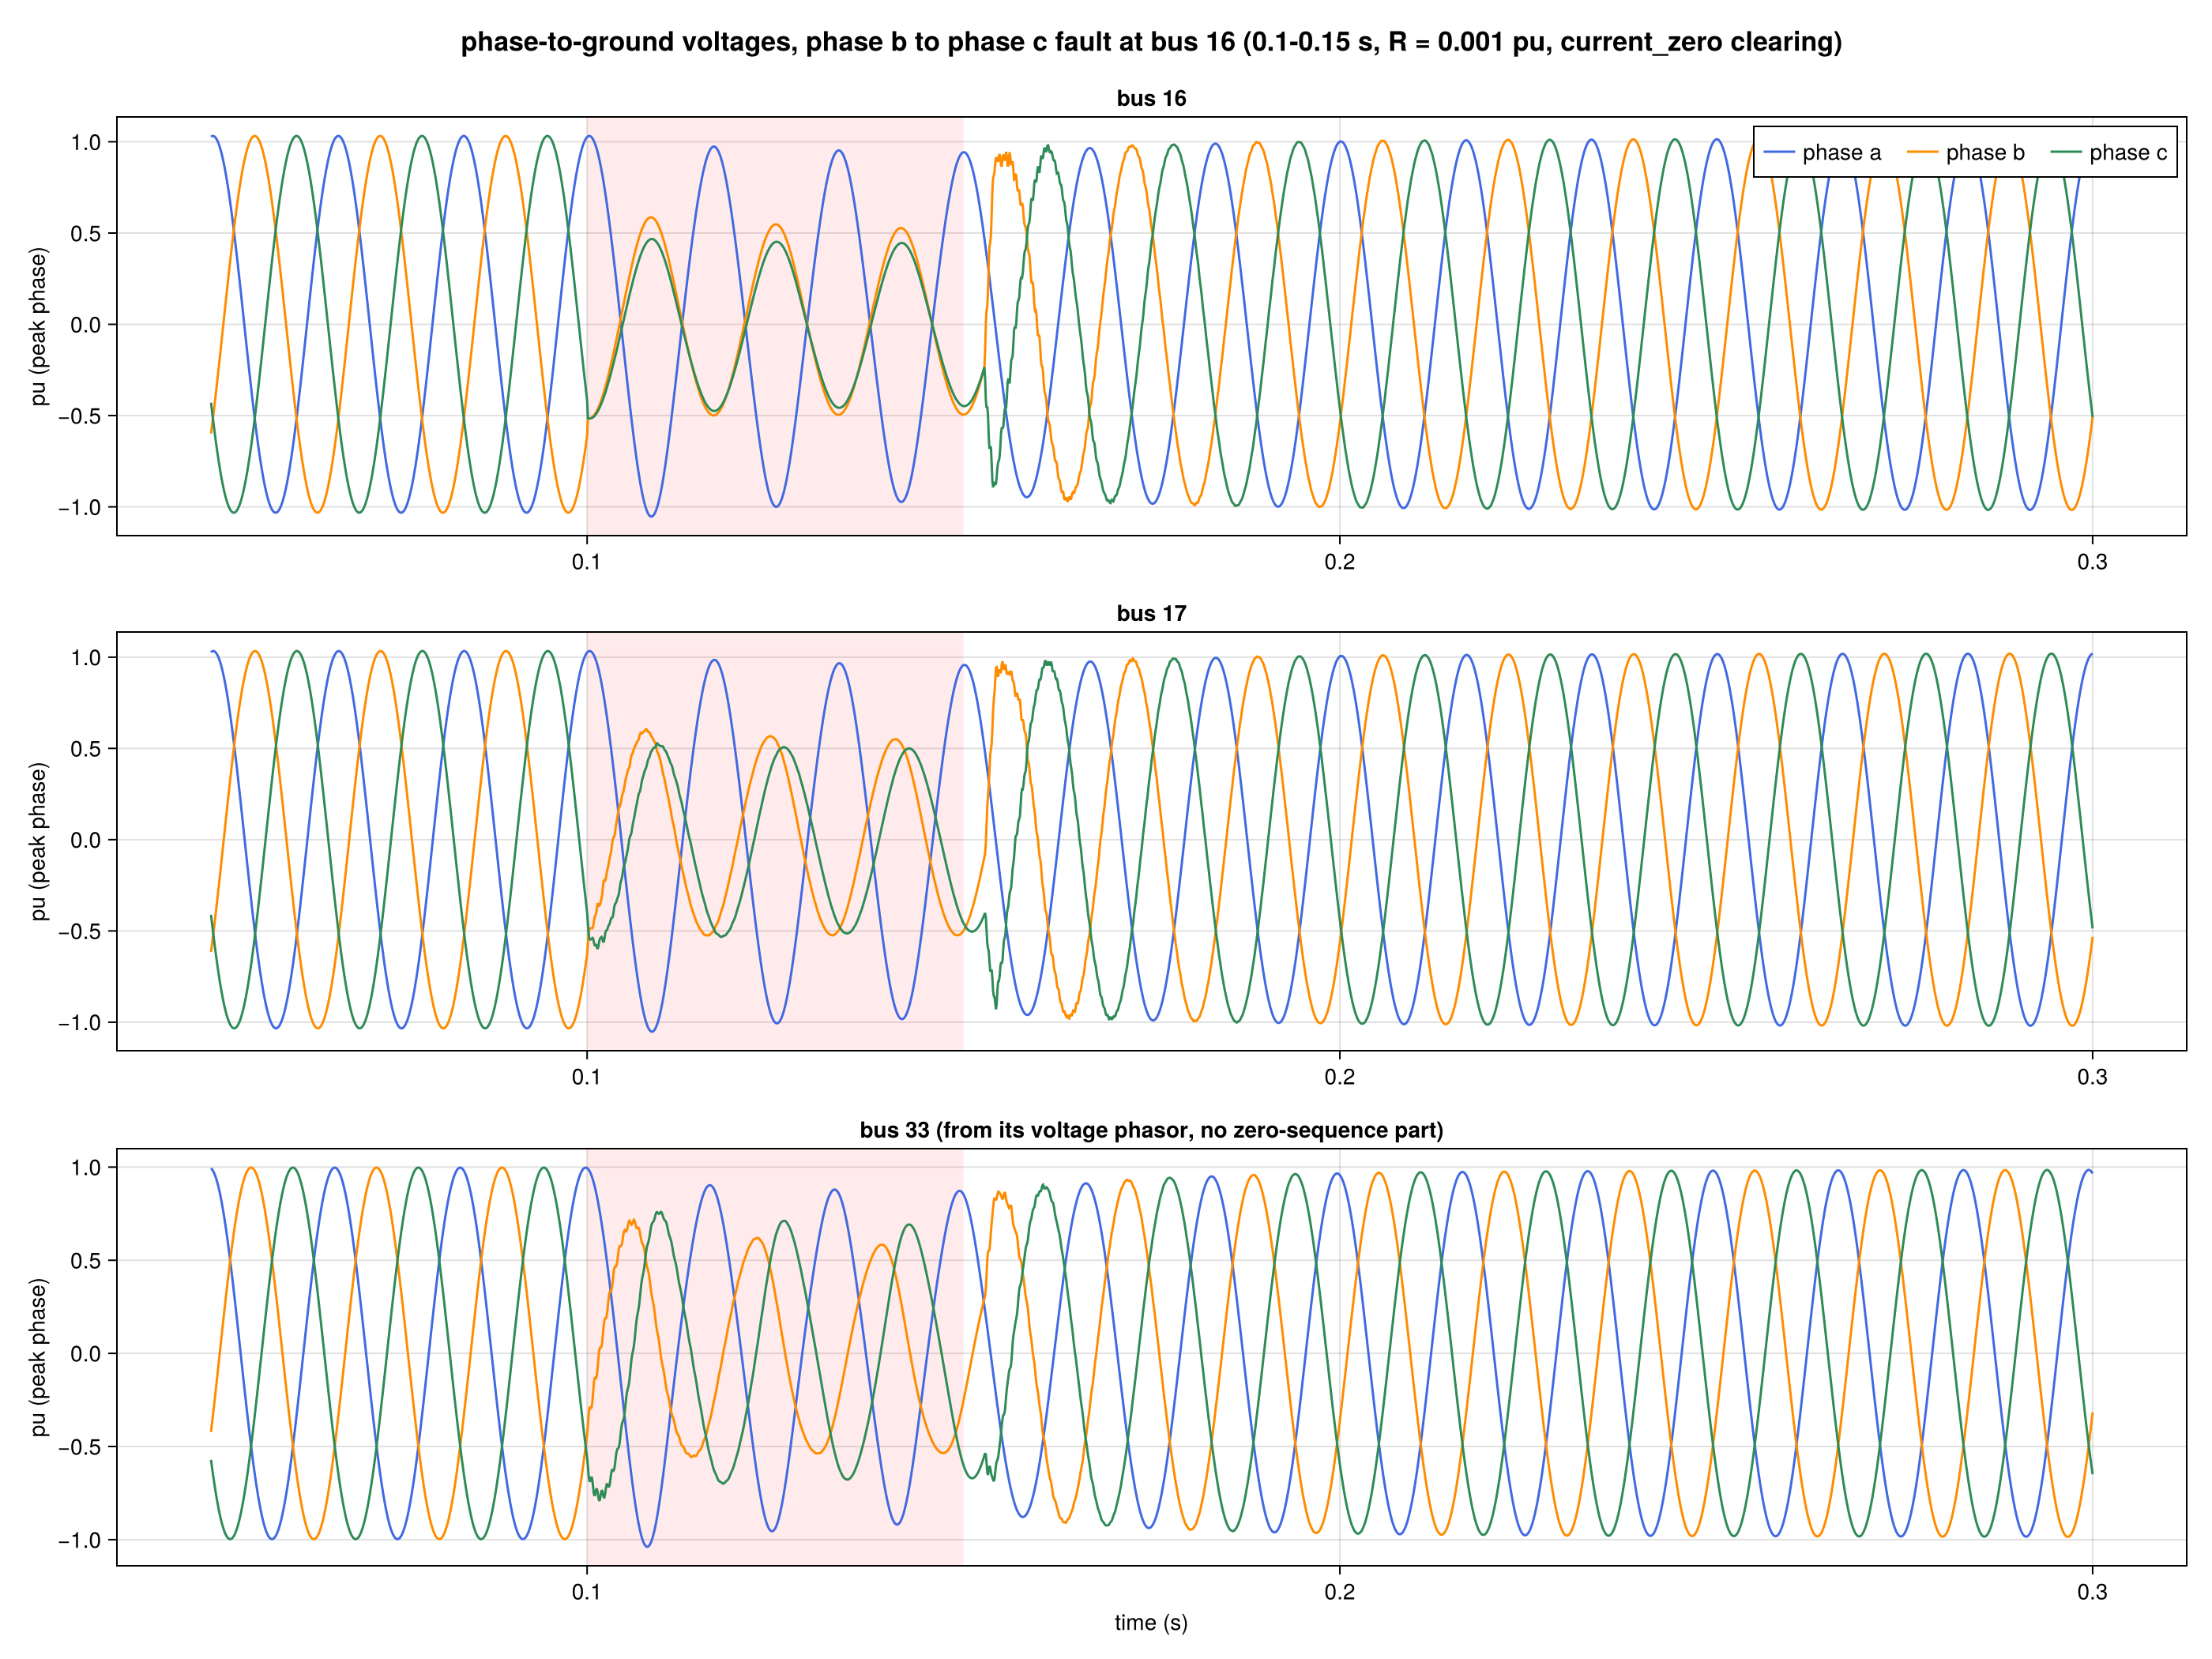 phase-to-ground voltages, phase b to phase c fault at bus 16 (0.1-0.15 s, R = 0.001 pu, current_zero clearing)
bus 16
phase a phase b phase c
pu (peak phase)
1.0
0.5
0.0
−0.5
−1.0
0.1 0.2 0.3
bus 17
pu (peak phase)
1.0
0.5
0.0
−0.5
−1.0
0.1 0.2 0.3
bus 33 (from its voltage phasor, no zero-sequence part)
pu (peak phase)
1.0
0.5
0.0
−0.5
−1.0
0.1 0.2 0.3
time (s)